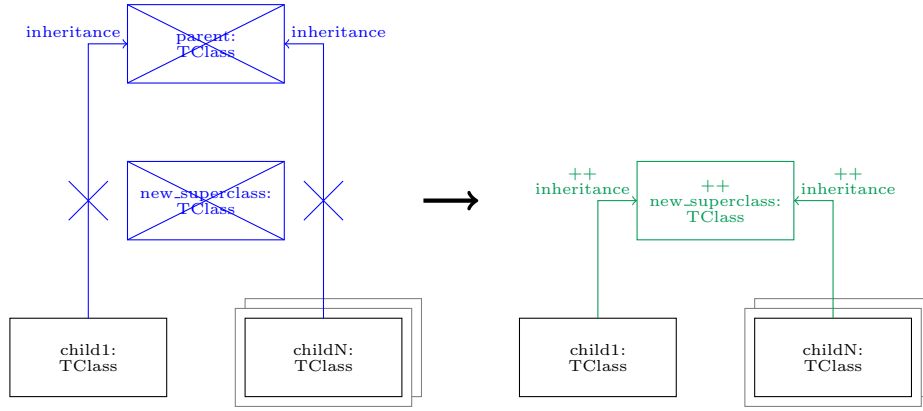 inheritance
parent:
TClass
inheritance
new_superclass:
TClass
child1:
TClass
childN:
TClass
++
inheritance
++
new_superclass:
TClass
++
inheritance
child1:
TClass
childN:
TClass